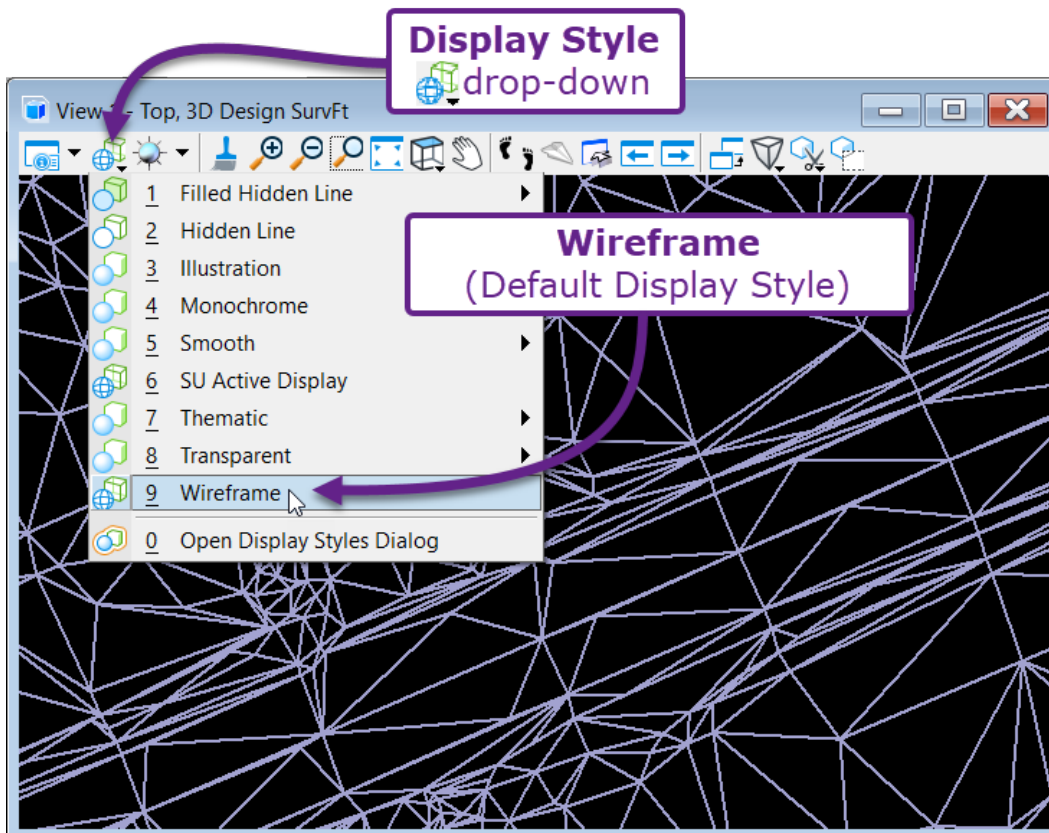 Display Style
drop-down
View 1 - Top, 3D Design SurvFt
1 Filled Hidden Line
2 Hidden Line
3 Illustration
4 Monochrome
5 Smooth
6 SU Active Display
7 Thematic
8 Transparent
9 Wireframe
0 Open Display Styles Dialog
Wireframe
(Default Display Style)